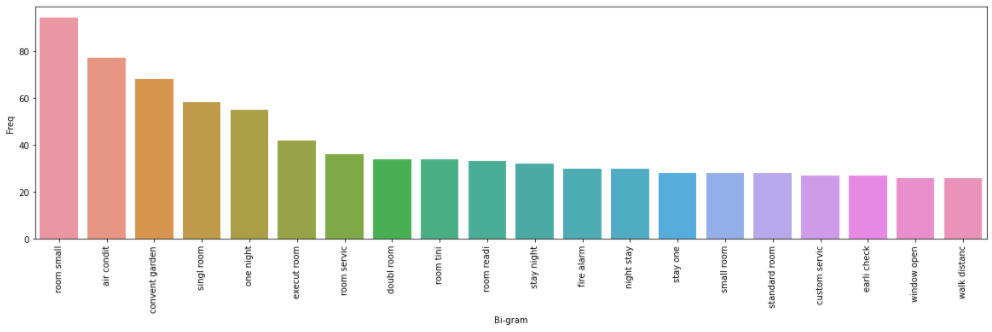 80
60
40
20
0
Freq
room small
air condit
convent garden
singl room
one night
execut room
room servic
doubl room
room tini
room readi
stay night
fire alarm
night stay
stay one
small room
standard room
custom servic
earli check
window open
walk distanc
Bi-gram